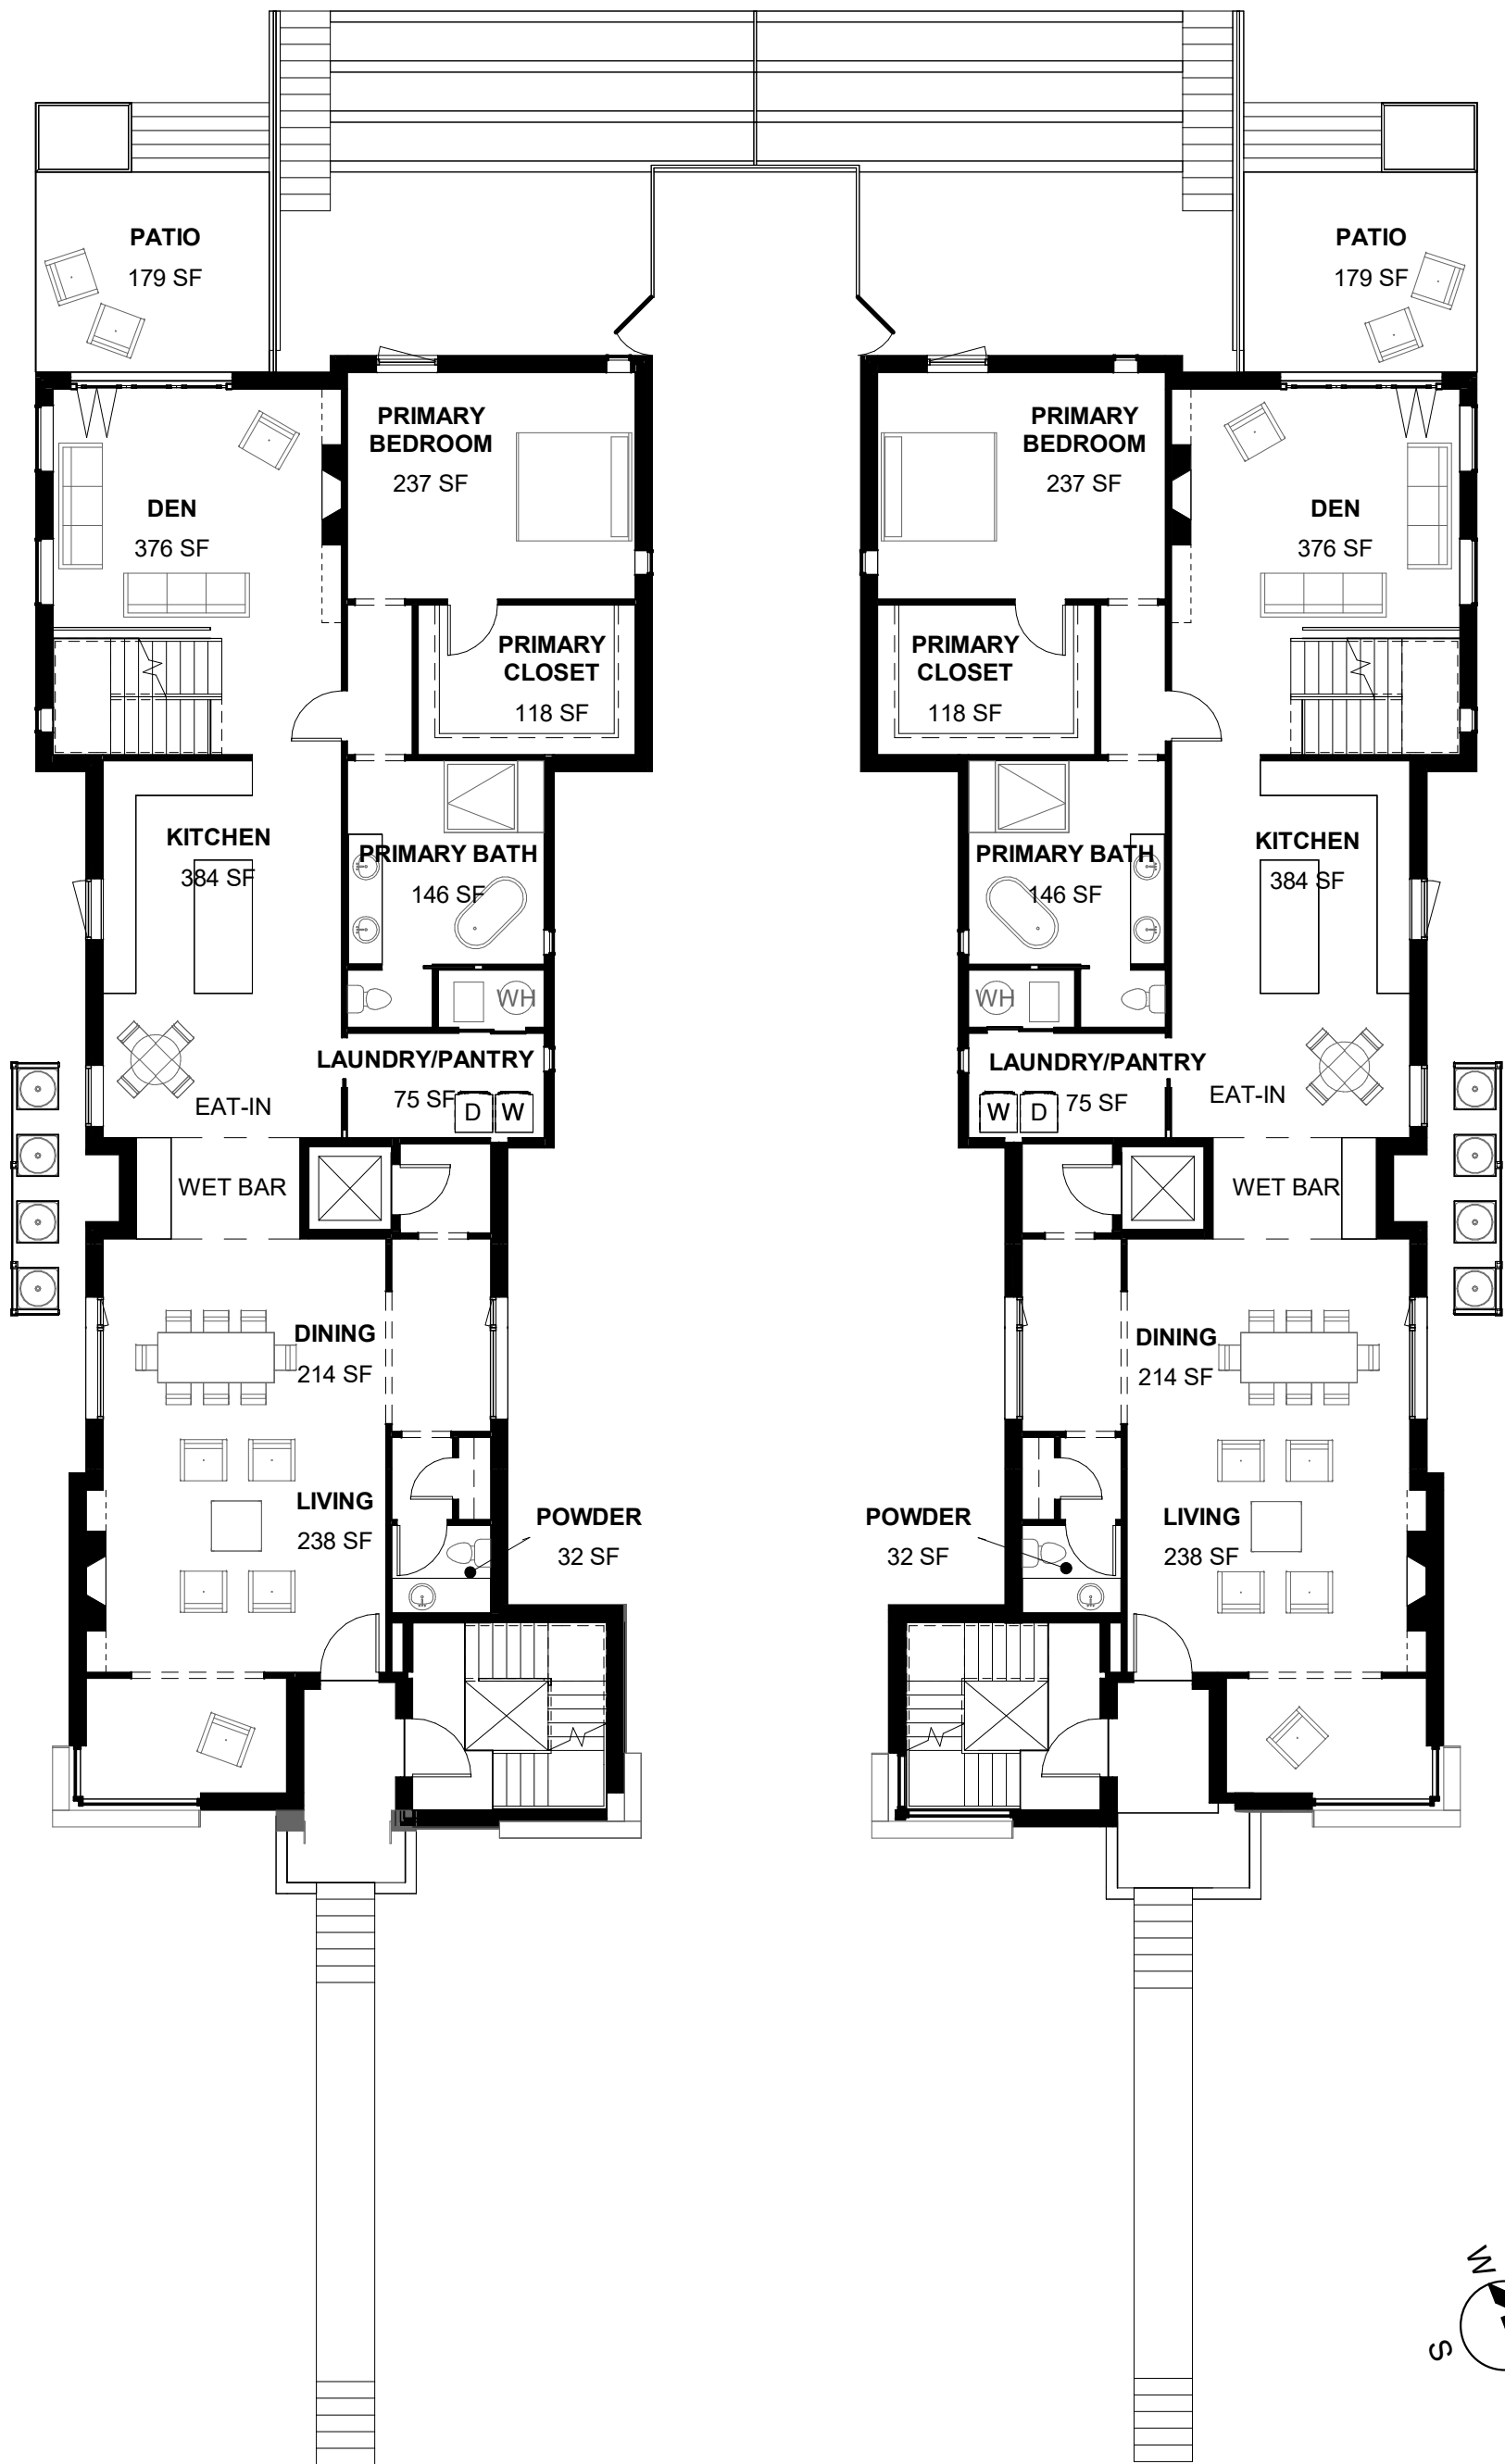 PATIO
179 SF
PATIO
179 SF
PRIMARY
BEDROOM
237 SF
PRIMARY
BEDROOM
237 SF
DEN
376 SF
DEN
376 SF
PRIMARY
CLOSET
118 SF
PRIMARY
CLOSET
118 SF
KITCHEN
384 SF
PRIMARY BATH
146 SF
PRIMARY BATH
146 SF
KITCHEN
384 SF
WH
WH
LAUNDRY/PANTRY
75 SF
D W
LAUNDRY/PANTRY
W D
75 SF
EAT-IN
EAT-IN
WET BAR
WET BAR
DINING
214 SF
DINING
214 SF
LIVING
238 SF
POWDER
32 SF
POWDER
32 SF
LIVING
238 SF
W
S